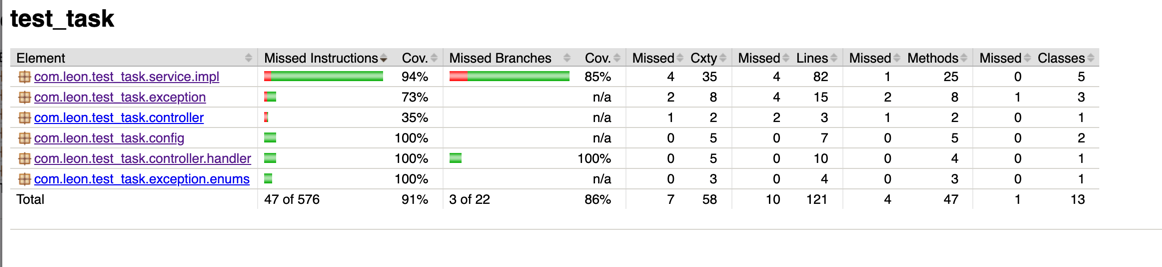 test_task
Element Missed Instructions Cov. Missed Branches Cov. Missed Cxty Missed Lines Missed Methods Missed Classes
com.leon.test_task.service.impl 94% 85% 4 35 4 82 1 25 0 5
com.leon.test_task.exception 73% n/a 2 8 4 15 2 8 1 3
com.leon.test_task.controller 35% n/a 1 2 2 3 1 2 0 1
com.leon.test_task.config 100% n/a 0 5 0 7 0 5 0 2
com.leon.test_task.controller.handler 100% 100% 0 5 0 10 0 4 0 1
com.leon.test_task.exception.enums 100% n/a 0 3 0 4 0 3 0 1
Total 47 of 576 91% 3 of 22 86% 7 58 10 121 4 47 1 13